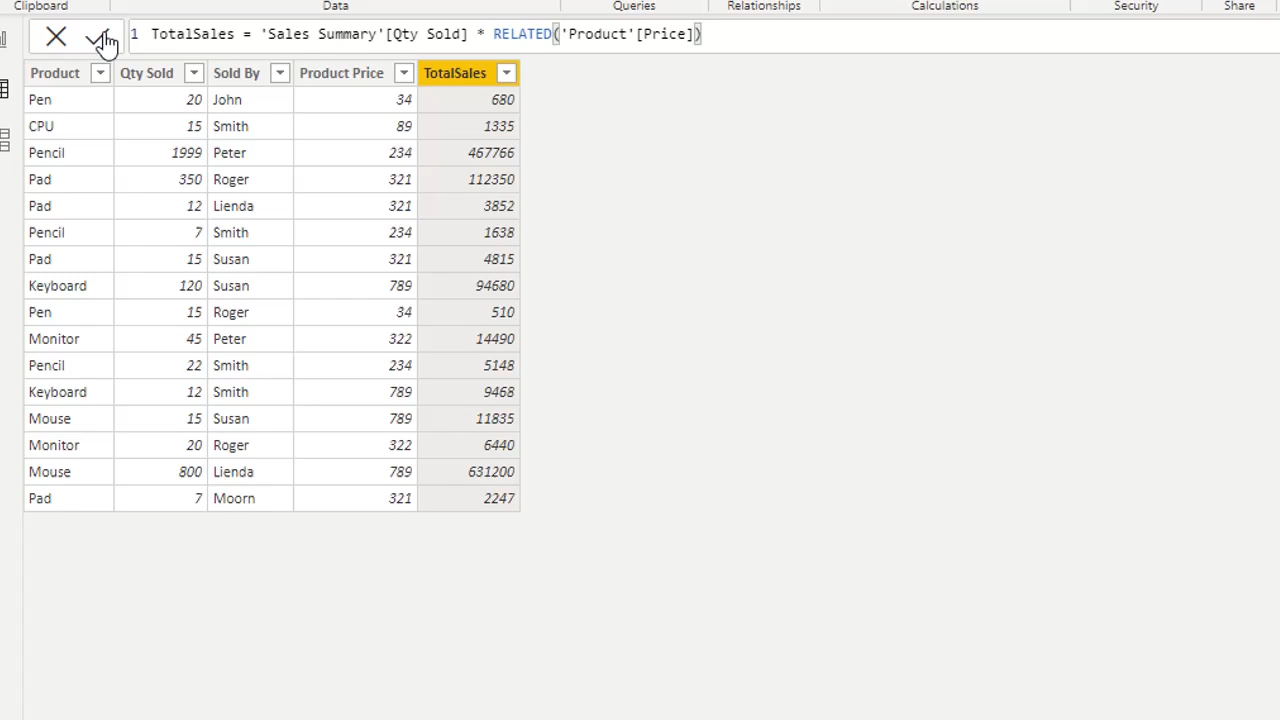 Clipboard Data Queries Relationships Calculations Security Share
1 TotalSales = 'Sales Summary'[Qty Sold] * RELATED('Product'[Price])
Product Qty Sold Sold By Product Price TotalSales
Pen 20 John 34 680
CPU 15 Smith 89 1335
Pencil 1999 Peter 234 467766
Pad 350 Roger 321 112350
Pad 12 Lienda 321 3852
Pencil 7 Smith 234 1638
Pad 15 Susan 321 4815
Keyboard 120 Susan 789 94680
Pen 15 Roger 34 510
Monitor 45 Peter 322 14490
Pencil 22 Smith 234 5148
Keyboard 12 Smith 789 9468
Mouse 15 Susan 789 11835
Monitor 20 Roger 322 6440
Mouse 800 Lienda 789 631200
Pad 7 Moorn 321 2247